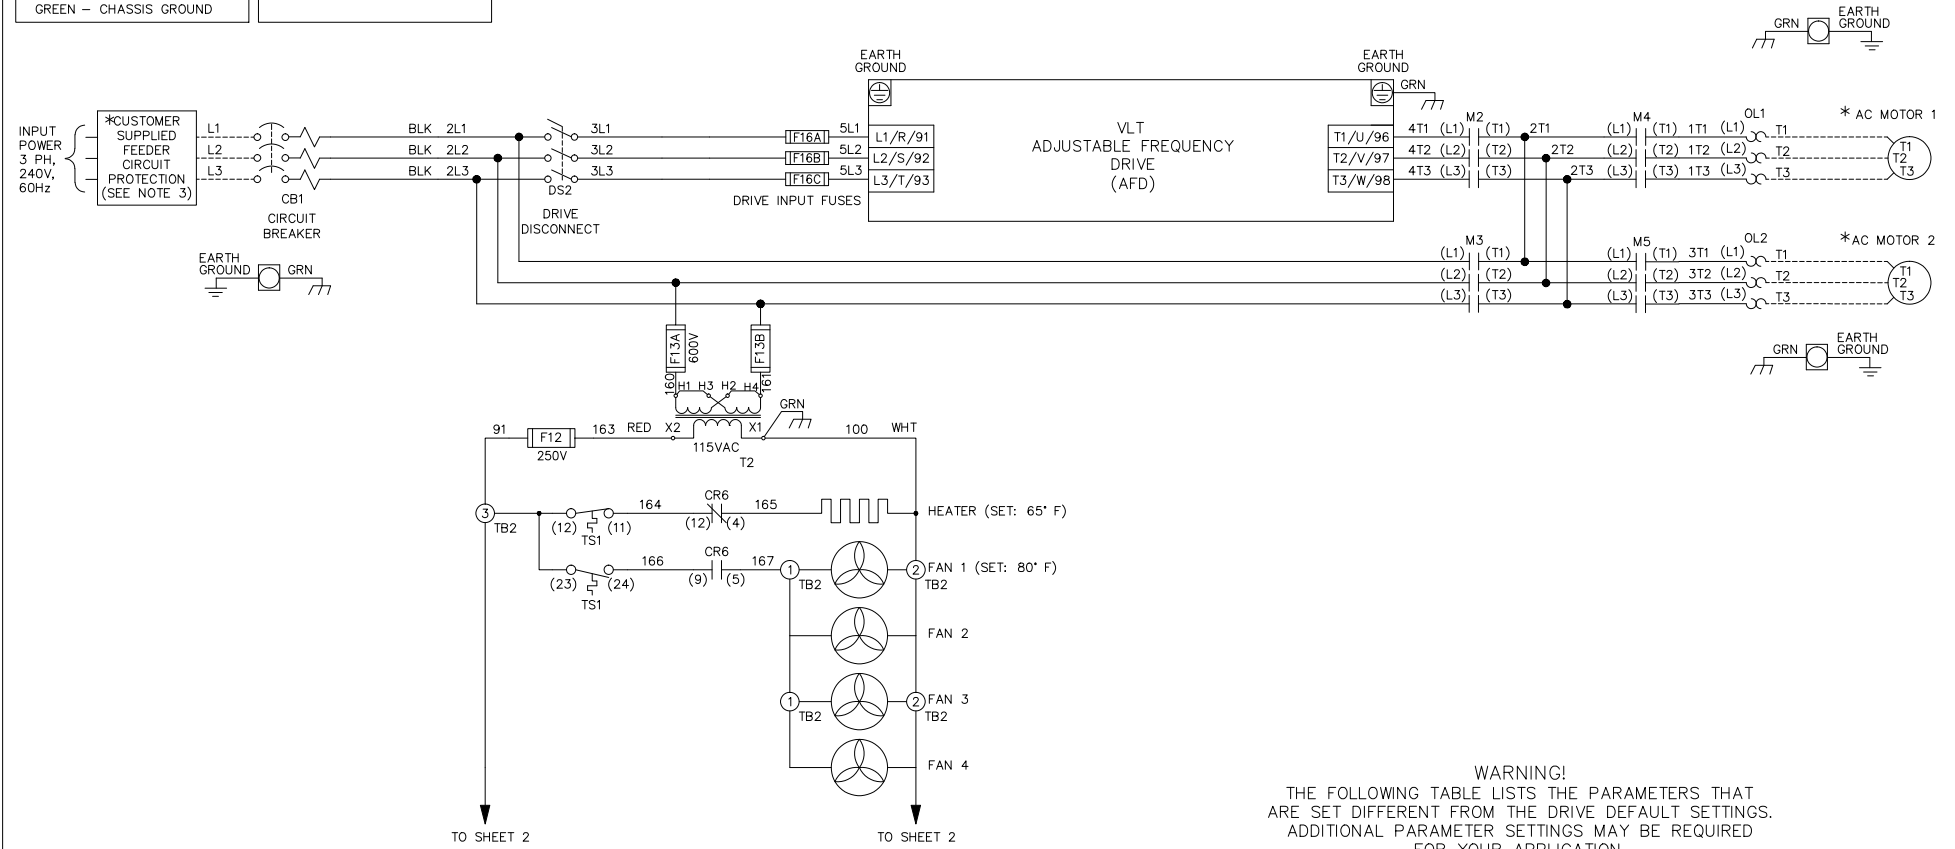 GREEN – CHASSIS GROUND
GRN
EARTH
GROUND
EARTH
GROUND
EARTH
GROUND
GRN
INPUT
POWER
3 PH,
240V,
60Hz
*CUSTOMER
SUPPLIED
FEEDER
CIRCUIT
PROTECTION
(SEE NOTE 3)
L1
L2
L3
CB1
CIRCUIT
BREAKER
BLK 2L1
BLK 2L2
BLK 2L3
DS2
DRIVE
DISCONNECT
3L1
3L2
3L3
F16A
F16B
F16C
DRIVE INPUT FUSES
5L1
5L2
5L3
L1/R/91
L2/S/92
L3/T/93
VLT
ADJUSTABLE FREQUENCY
DRIVE
(AFD)
T1/U/96
T2/V/97
T3/W/98
4T1 (L1) M2 (T1) 2T1 (L1) M4 (T1) 1T1 (L1) OL1 T1
4T2 (L2) (T2) 2T2 (L2) (T2) 1T2 (L2) T2
4T3 (L3) (T3) 2T3 (L3) (T3) 1T3 (L3) T3
* AC MOTOR 1
T1
T2
T3
EARTH
GROUND
GRN
(L1) M3 (T1) (L1) M5 (T1) 3T1 (L1) OL2 T1
(L2) (T2) (L2) (T2) 3T2 (L2) T2
(L3) (T3) (L3) (T3) 3T3 (L3) T3
*AC MOTOR 2
T1
T2
T3
GRN
EARTH
GROUND
F13A
600V
F13B
160
161
H1 H3 H2 H4
GRN
91
F12
250V
163 RED X2
X1
115VAC
T2
100 WHT
3
TB2
(12) (11)
TS1
164
CR6
(12) (4)
165
HEATER (SET: 65° F)
(23) (24)
TS1
166
CR6
(9) (5)
167
1
TB2
2
TB2
FAN 1 (SET: 80° F)
FAN 2
1
TB2
2
TB2
FAN 3
FAN 4
TO SHEET 2
TO SHEET 2
WARNING!
THE FOLLOWING TABLE LISTS THE PARAMETERS THAT
ARE SET DIFFERENT FROM THE DRIVE DEFAULT SETTINGS.
ADDITIONAL PARAMETER SETTINGS MAY BE REQUIRED
FOR YOUR APPLICATION